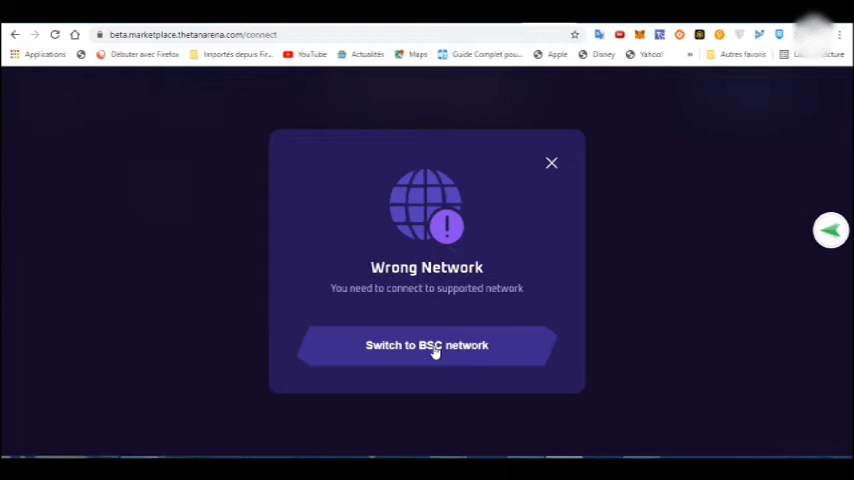 beta.marketplace.thetanarena.com/connect
Applications
Débuter avec Firefox
Importés depuis Fir...
YouTube
Actualités
Maps
Guide Complet pou...
Apple
Disney
Yahoo!
»
Autres favoris
Wrong Network
You need to connect to supported network
Switch to BSC network